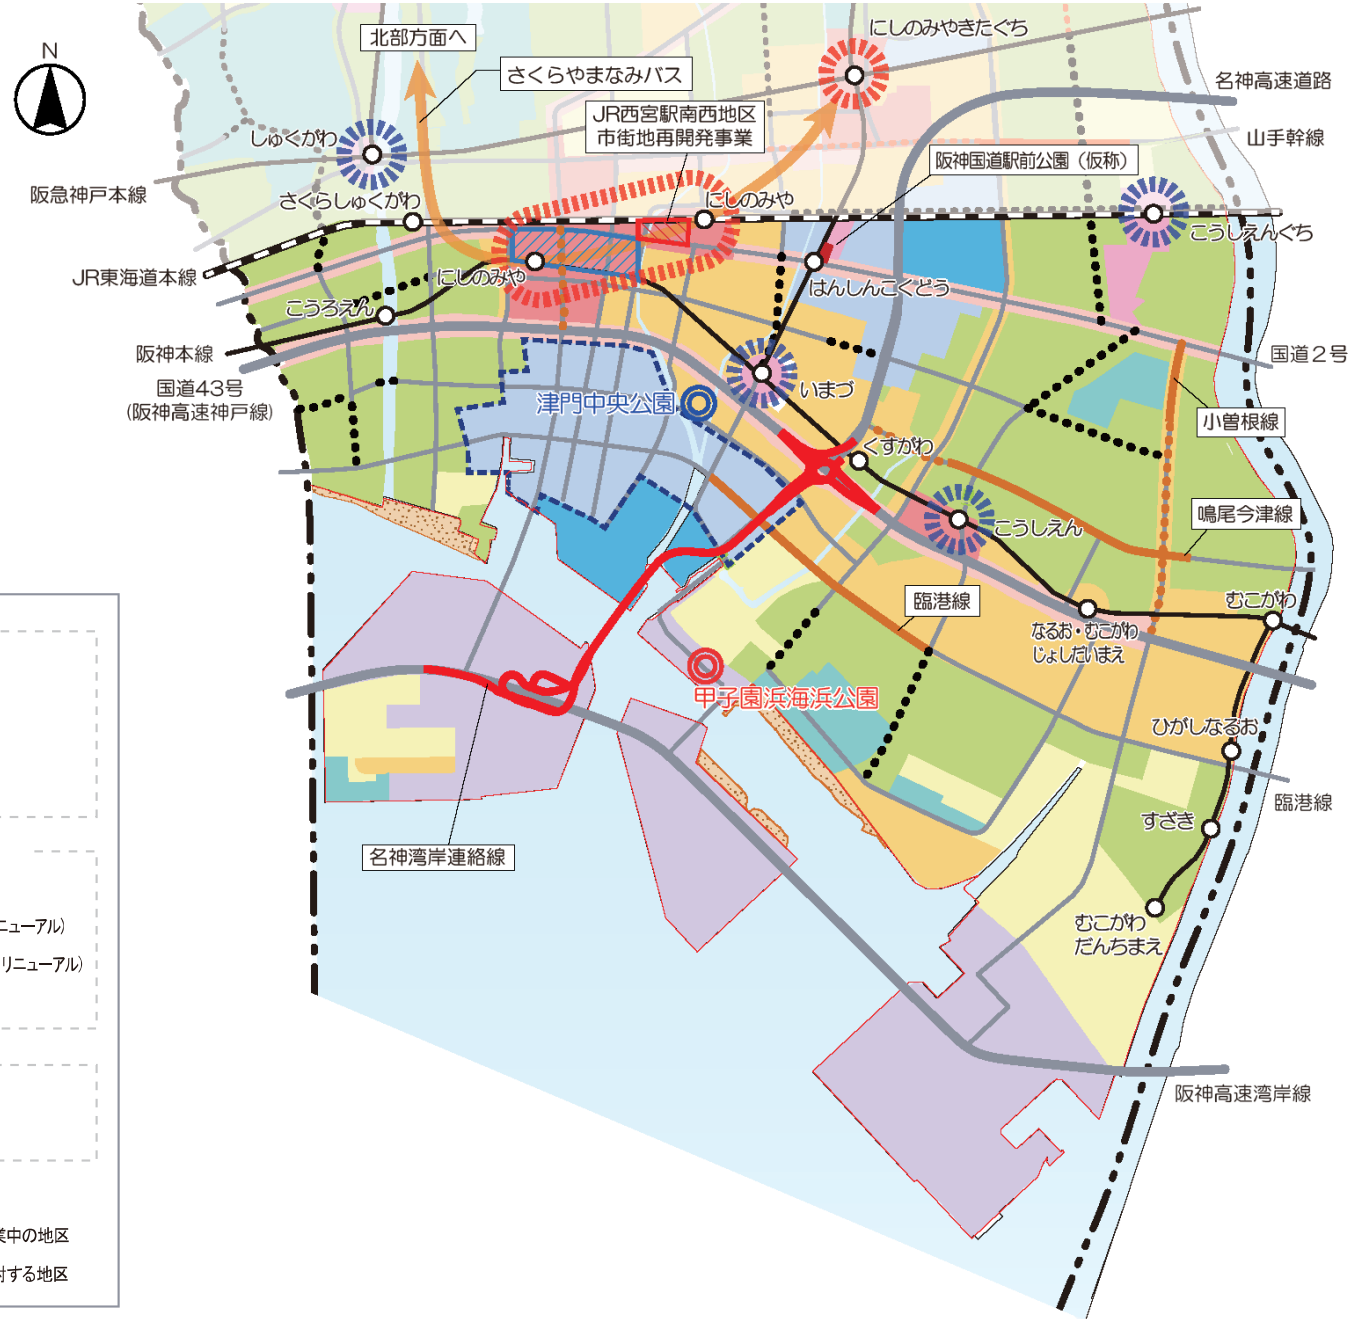 N
北部方面へ
にしのみやきたぐち
さくらやまなみバス
名神高速道路
JR西宮駅南西地区
市街地再開発事業
しゅくがわ
山手幹線
阪神国道駅前公園（仮称）
阪急神戸本線
さくらしゅくがわ
にしのみや
こうしえんぐち
JR東海道本線
にしのみや
はんしんこくどう
こうろえん
阪神本線
国道2号
国道43号
(阪神高速神戸線)
いまづ
津門中央公園
小曽根線
くすがわ
鳴尾今津線
こうしえん
臨港線
むこがわ
なるお・むこがわ
じょしだいまえ
甲子園浜海浜公園
ひがしなるお
臨港線
すざき
名神湾岸連絡線
むこがわ
だんちまえ
ニューアル)
リニューアル)
阪神高速湾岸線
業中の地区
討する地区